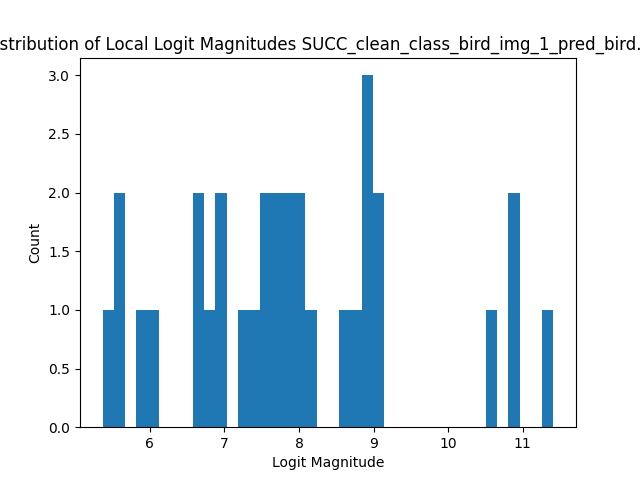 stribution of Local Logit Magnitudes SUCC_clean_class_bird_img_1_pred_bird.
3.0
2.5
2.0
1.5
1.0
0.5
0.0
Count
6 7 8 9 10 11
Logit Magnitude